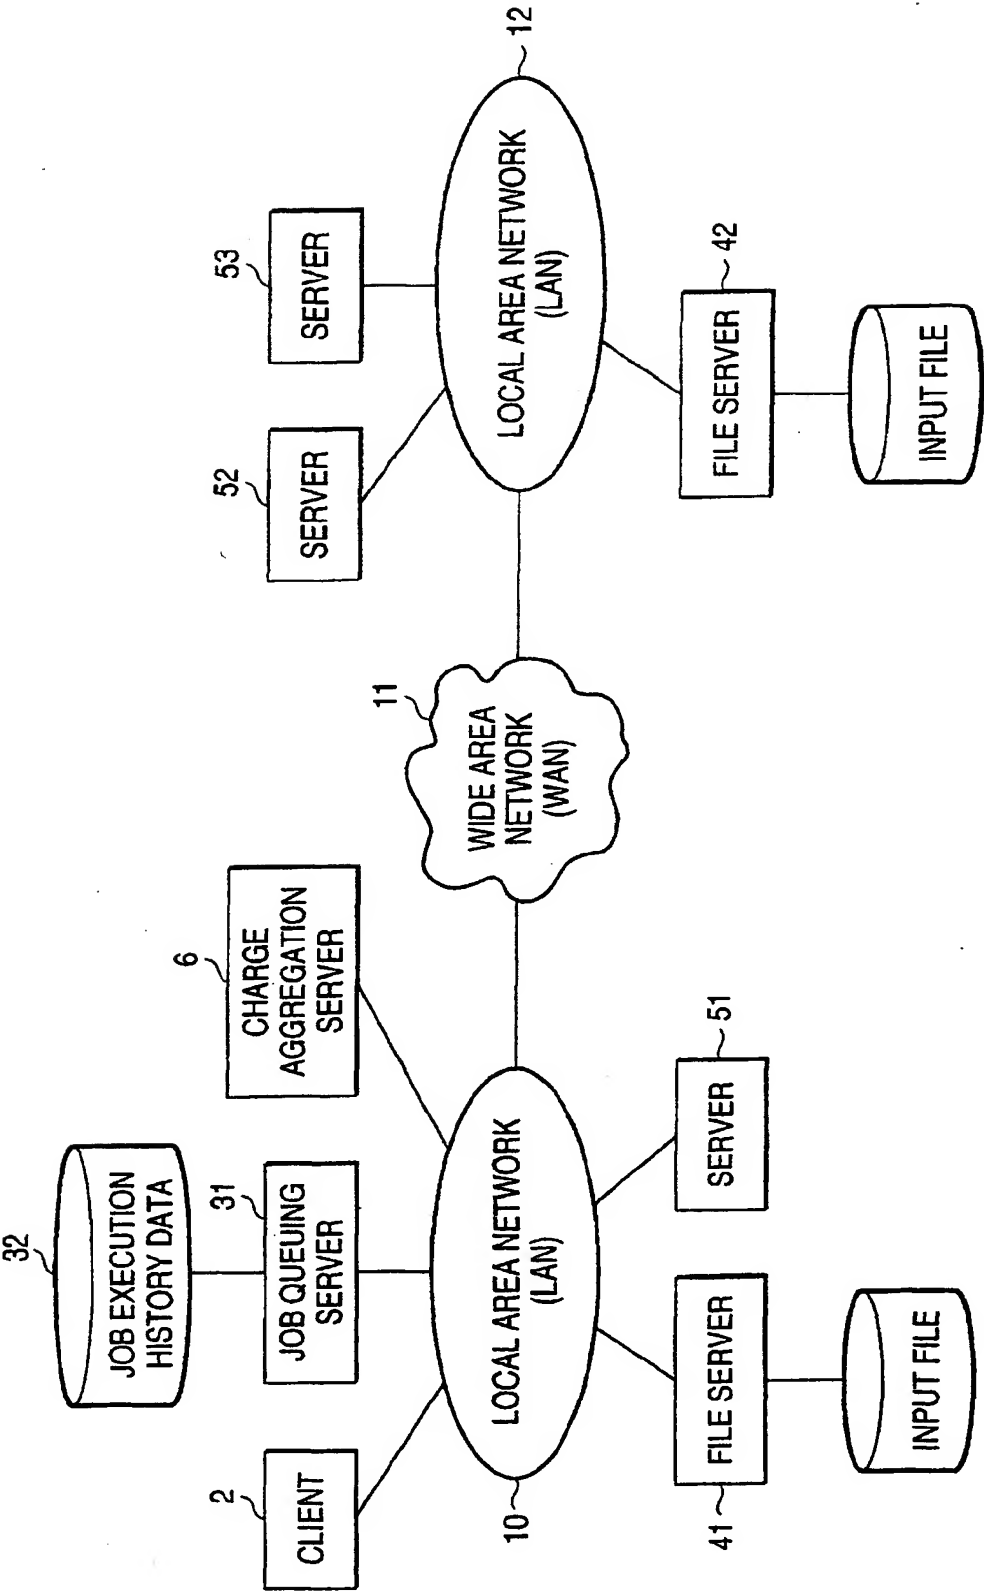 32
JOB EXECUTION
HISTORY DATA
2
CLIENT
31
JOB QUEUING
SERVER
6
CHARGE
AGGREGATION
SERVER
52
SERVER
53
SERVER
10
LOCAL AREA NETWORK
(LAN)
11
WIDE AREA
NETWORK
(WAN)
LOCAL AREA NETWORK
(LAN)
12
41
FILE SERVER
SERVER
51
FILE SERVER
42
INPUT FILE
INPUT FILE